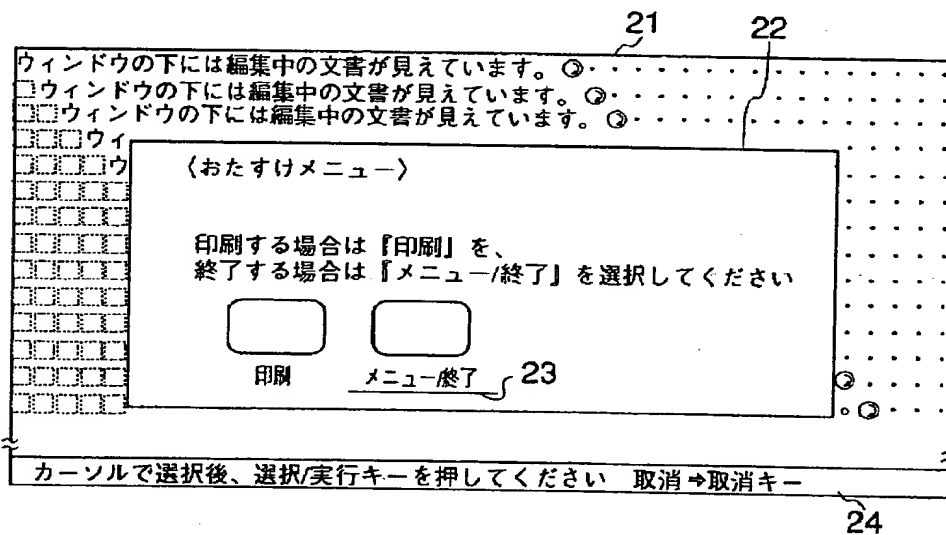 21
22
ウィンドウの下には編集中の文書が見えています。
ウィンドウの下には編集中の文書が見えています。
ウィンドウの下には編集中の文書が見えています。
ウィ
ウ
〈おたすけメニュー〉
印刷する場合は『印刷』を、
終了する場合は『メニュー/終了』を選択してください
印刷
メニュー/終了
23
カーソルで選択後、選択/実行キーを押してください 取消⇒取消キー
24